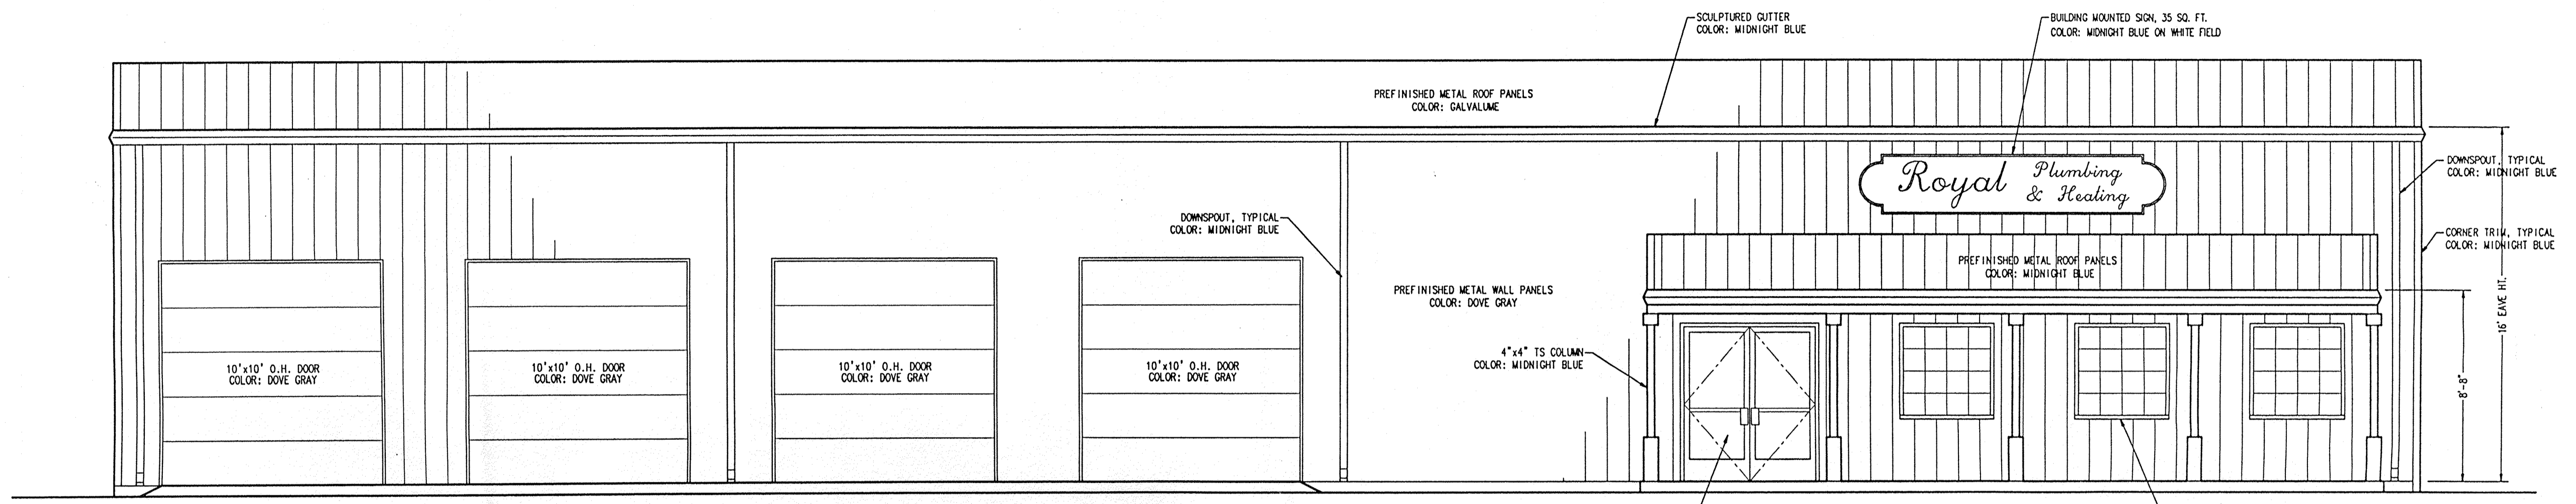 SCULPTURED GUTTER
COLOR: MIDNIGHT BLUE
BUILDING MOUNTED SIGN, 35 SQ. FT.
COLOR: MIDNIGHT BLUE ON WHITE FIELD
PREFINISHED METAL ROOF PANELS
COLOR: GALVALUME
Royal Plumbing
& Heating
DOWNSPOUT, TYPICAL
COLOR: MIDNIGHT BLUE
DOWNSPOUT, TYPICAL
COLOR: MIDNIGHT BLUE
CORNER TRIM, TYPICAL
COLOR: MIDNIGHT BLUE
PREFINISHED METAL ROOF PANELS
COLOR: MIDNIGHT BLUE
PREFINISHED METAL WALL PANELS
COLOR: DOVE GRAY
16' EAVE HT.
4"x4" TS COLUMN
COLOR: MIDNIGHT BLUE
8'-8"
10'x10' O.H. DOOR
COLOR: DOVE GRAY
10'x10' O.H. DOOR
COLOR: DOVE GRAY
10'x10' O.H. DOOR
COLOR: DOVE GRAY
10'x10' O.H. DOOR
COLOR: DOVE GRAY